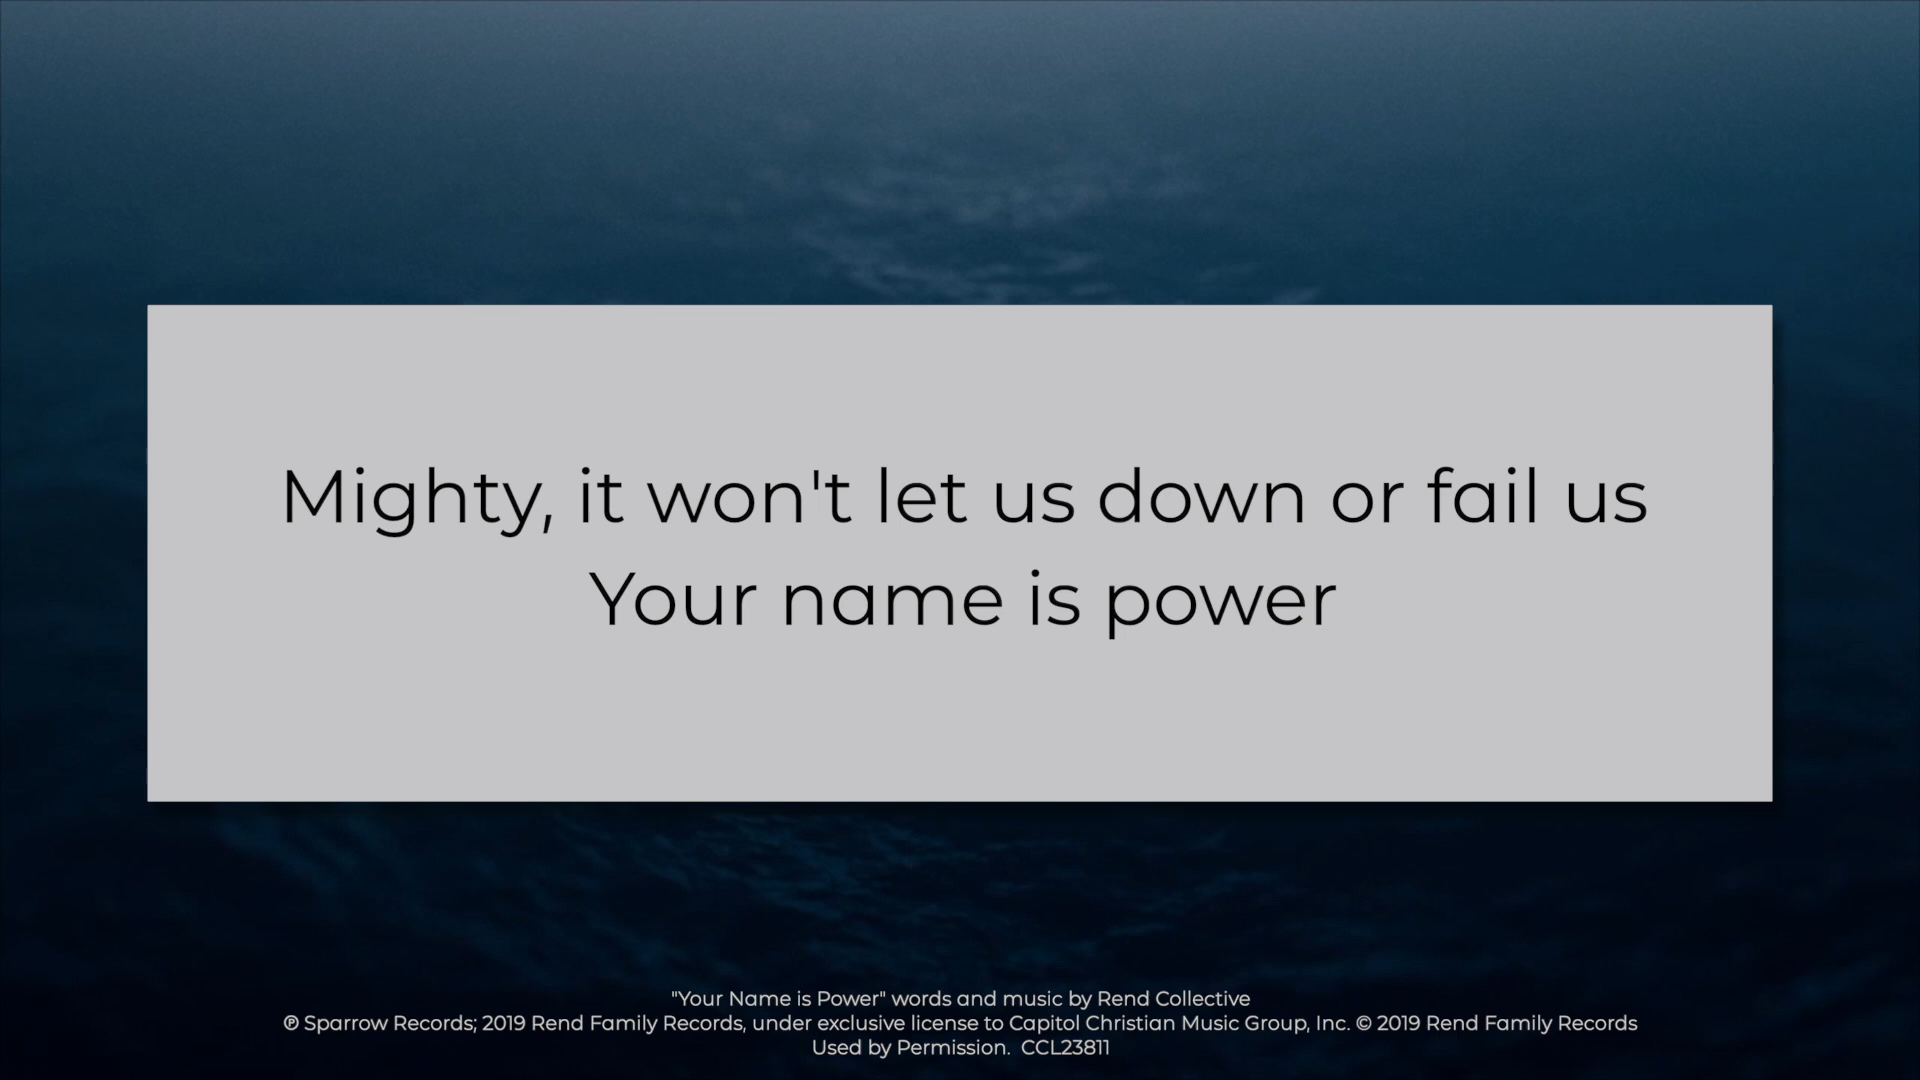 Mighty, it won't let us down or fail us
Your name is power
"Your Name is Power" words and music by Rend Collective
℗ Sparrow Records; 2019 Rend Family Records, under exclusive license to Capitol Christian Music Group, Inc. © 2019 Rend Family Records
Used by Permission.  CCL23811